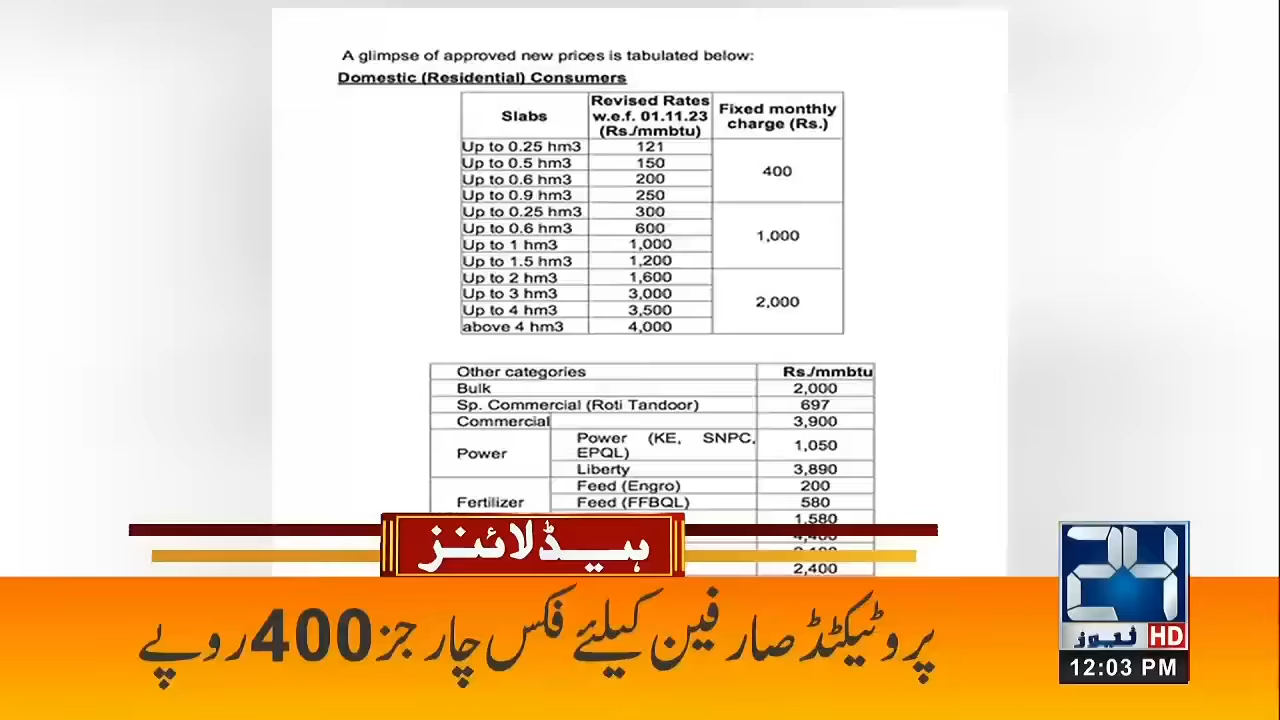 A glimpse of approved new prices is tabulated below:
Domestic (Residential) Consumers
Slabs Revised Rates w.e.f. 01.11.23 (Rs./mmbtu) Fixed monthly charge (Rs.)
Up to 0.25 hm3 121
Up to 0.5 hm3 150
400
Up to 0.6 hm3 200
Up to 0.9 hm3 250
Up to 0.25 hm3 300
Up to 0.6 hm3 600
1,000
Up to 1 hm3 1,000
Up to 1.5 hm3 1,200
Up to 2 hm3 1,600
Up to 3 hm3 3,000
2,000
Up to 4 hm3 3,500
above 4 hm3 4,000
Other categories Rs./mmbtu
Bulk 2,000
Sp. Commercial (Roti Tandoor) 697
Commercial 3,900
Power Power (KE, SNPC, EPQL) 1,050
Liberty 3,890
Feed (Engro) 200
Fertilizer Feed (FFBQL) 580
1,580
2,400
ہیڈلائنز
پروٹیکٹڈ صارفین کیلئے فکس چارجز 400 روپے
24
نیوز HD
12:03 PM